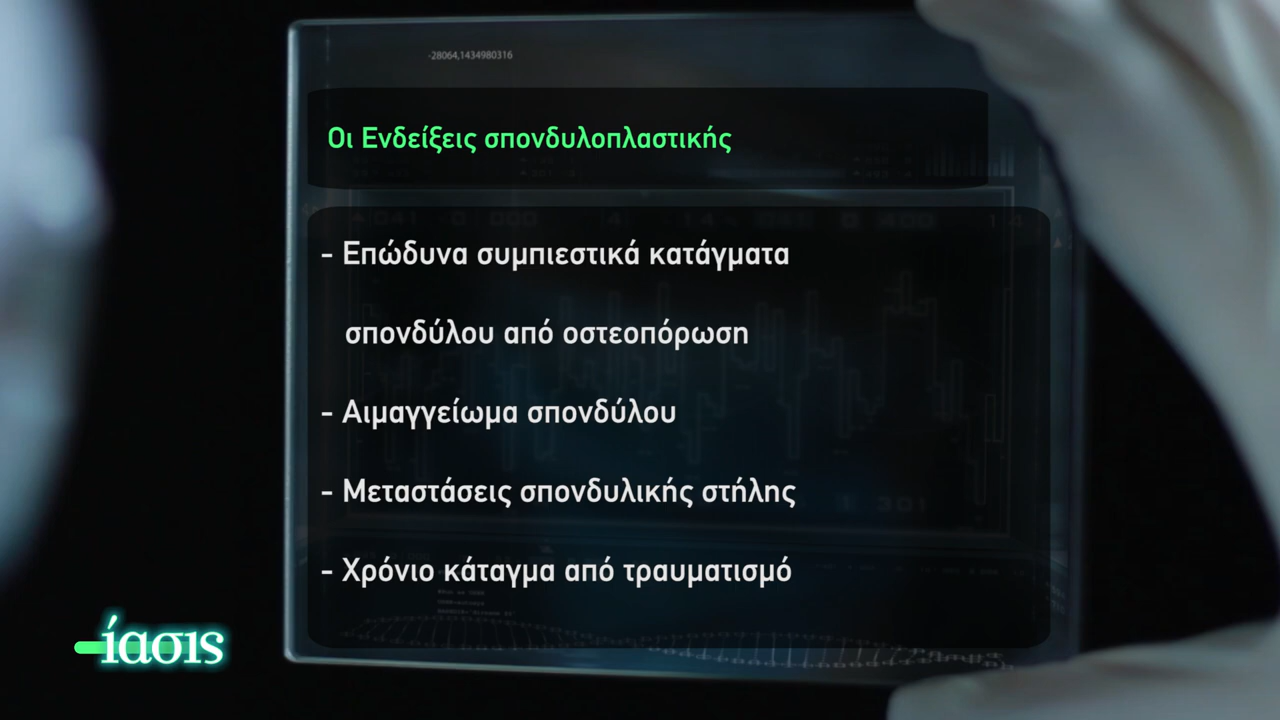 -28064,1434980316
Οι Ενδείξεις σπονδυλοπλαστικής
- Επώδυνα συμπιεστικά κατάγματα
σπονδύλου από οστεοπόρωση
- Αιμαγγείωμα σπονδύλου
- Μεταστάσεις σπονδυλικής στήλης
- Χρόνιο κάταγμα από τραυματισμό
ίασις